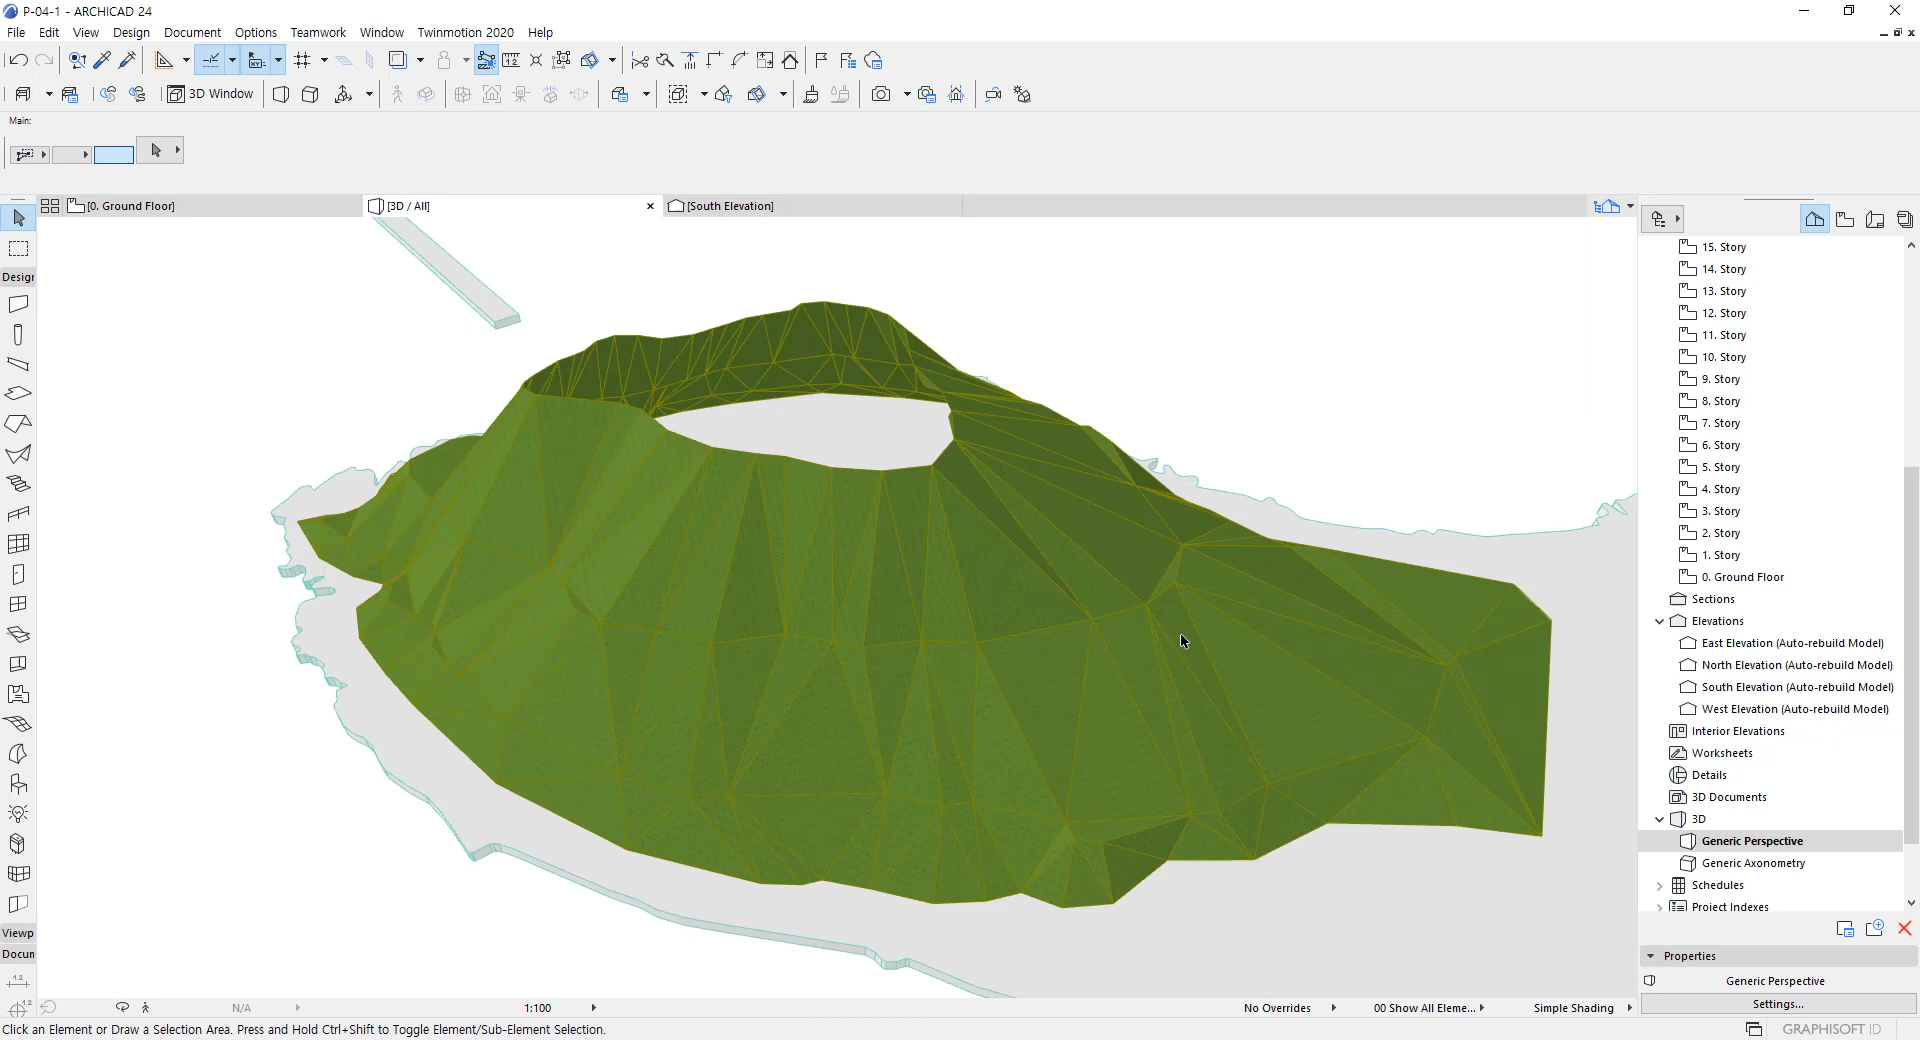 P-04-1 - ARCHICAD 24
File Edit View Design Document Options Teamwork Window Twinmotion 2020 Help
3D Window
Main:
[0. Ground Floor]
[3D / All]
[South Elevation]
Design
15. Story
14. Story
13. Story
12. Story
11. Story
10. Story
9. Story
8. Story
7. Story
6. Story
5. Story
4. Story
3. Story
2. Story
1. Story
0. Ground Floor
Sections
Elevations
East Elevation (Auto-rebuild Model)
North Elevation (Auto-rebuild Model)
South Elevation (Auto-rebuild Model)
West Elevation (Auto-rebuild Model)
Interior Elevations
Worksheets
Details
3D Documents
3D
Generic Perspective
Generic Axonometry
Schedules
Project Indexes
Viewp
Docum
Properties
Generic Perspective
Settings...
N/A
1:100
No Overrides
00 Show All Eleme...
Simple Shading
Click an Element or Draw a Selection Area. Press and Hold Ctrl+Shift to Toggle Element/Sub-Element Selection.
GRAPHISOFT ID